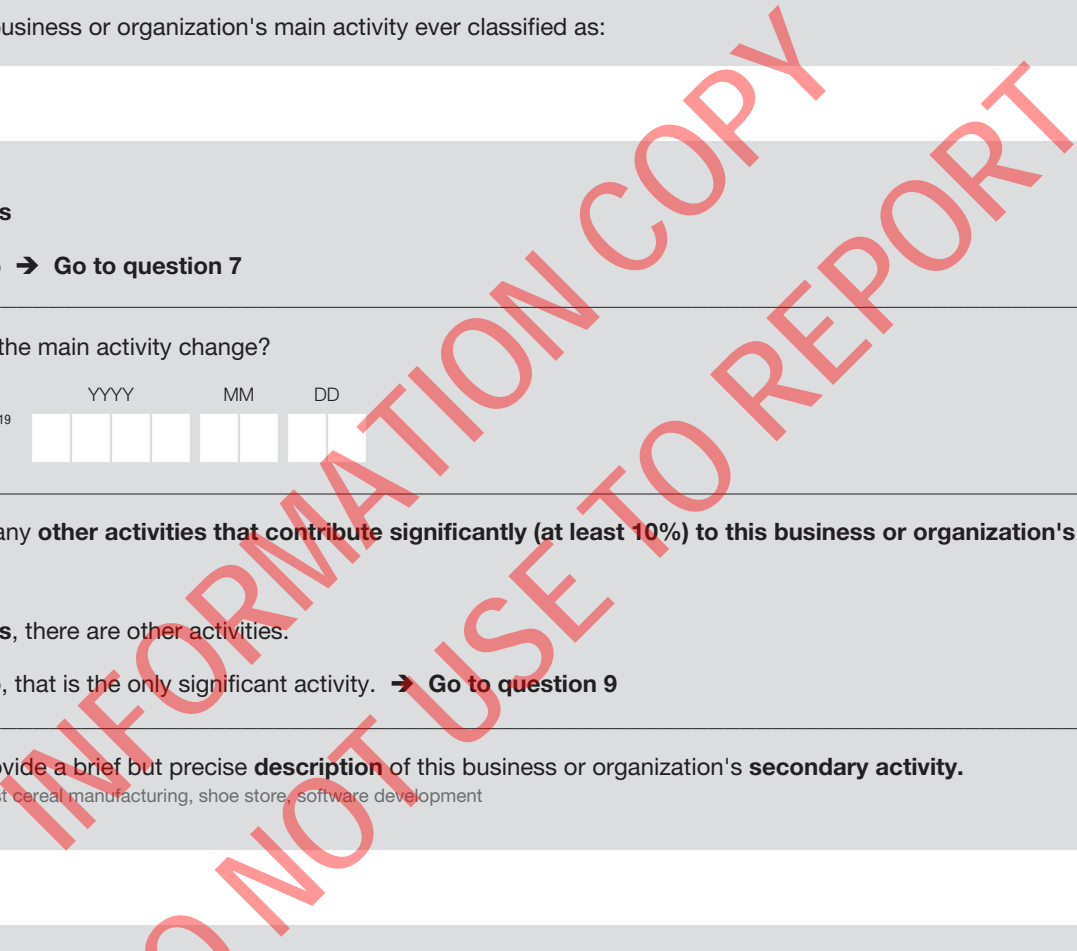 usiness or organization's main activity ever classified as:
s
➔ Go to question 7
the main activity change?
YYYY MM DD
19
any other activities that contribute significantly (at least 10%) to this business or organization's
s, there are other activities.
, that is the only significant activity. ➔ Go to question 9
vide a brief but precise description of this business or organization's secondary activity.
st cereal manufacturing, shoe store, software development
INFORMATION COPY
O NOT USE TO REPORT